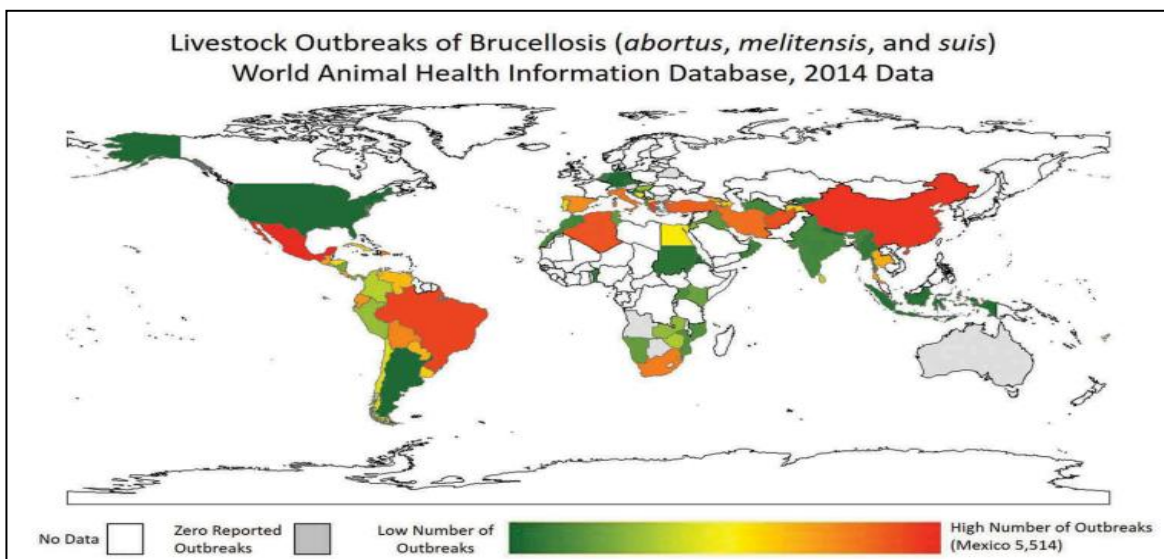 Livestock Outbreaks of Brucellosis (abortus, melitensis, and suis)
World Animal Health Information Database, 2014 Data
No Data
Zero Reported
Outbreaks
Low Number of
Outbreaks
High Number of Outbreaks
(Mexico 5,514)